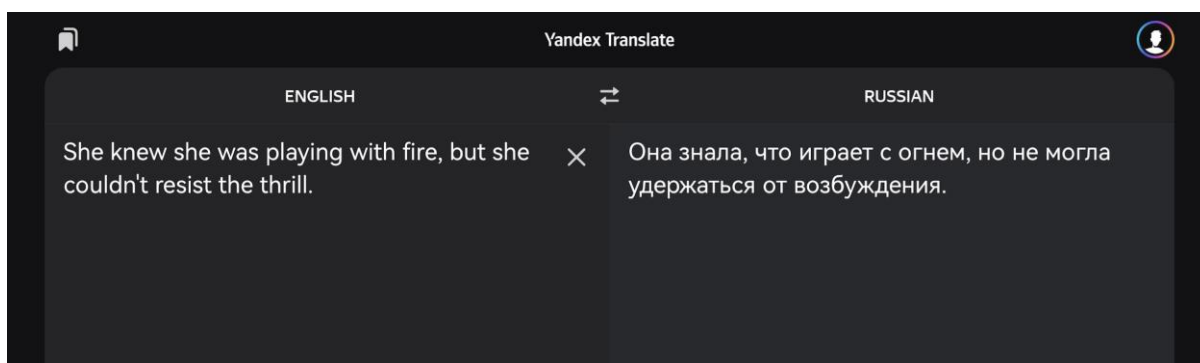 Yandex Translate
ENGLISH
RUSSIAN
She knew she was playing with fire, but she
couldn't resist the thrill.
Она знала, что играет с огнем, но не могла
удержаться от возбуждения.